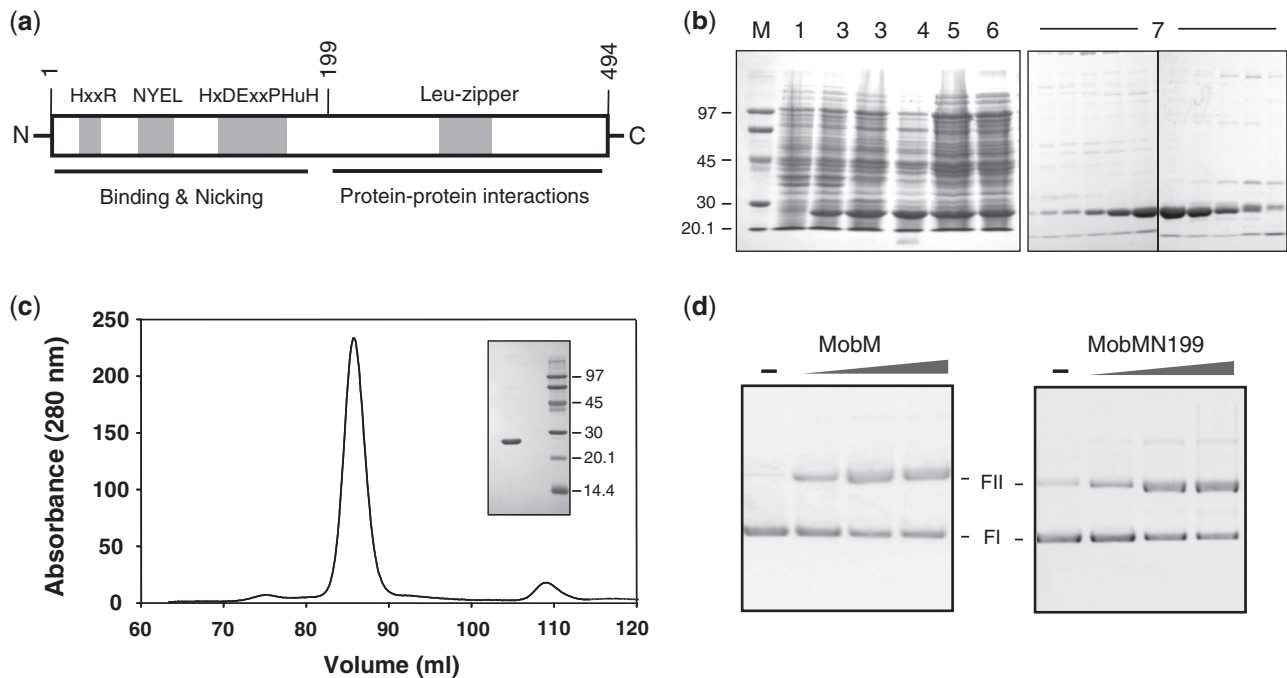 (a)
1
199
494
HxxR NYEL HxDExxPHuH Leu-zipper
N C
Binding & Nicking Protein-protein interactions
(b)
M 1 3 3 4 5 6 7
97
45
30
20.1
(c)
Absorbance (280 nm)
250
200
150
100
50
0
60 70 80 90 100 110 120
Volume (ml)
97
45
30
20.1
14.4
(d)
MobM MobMN199
FII
FI